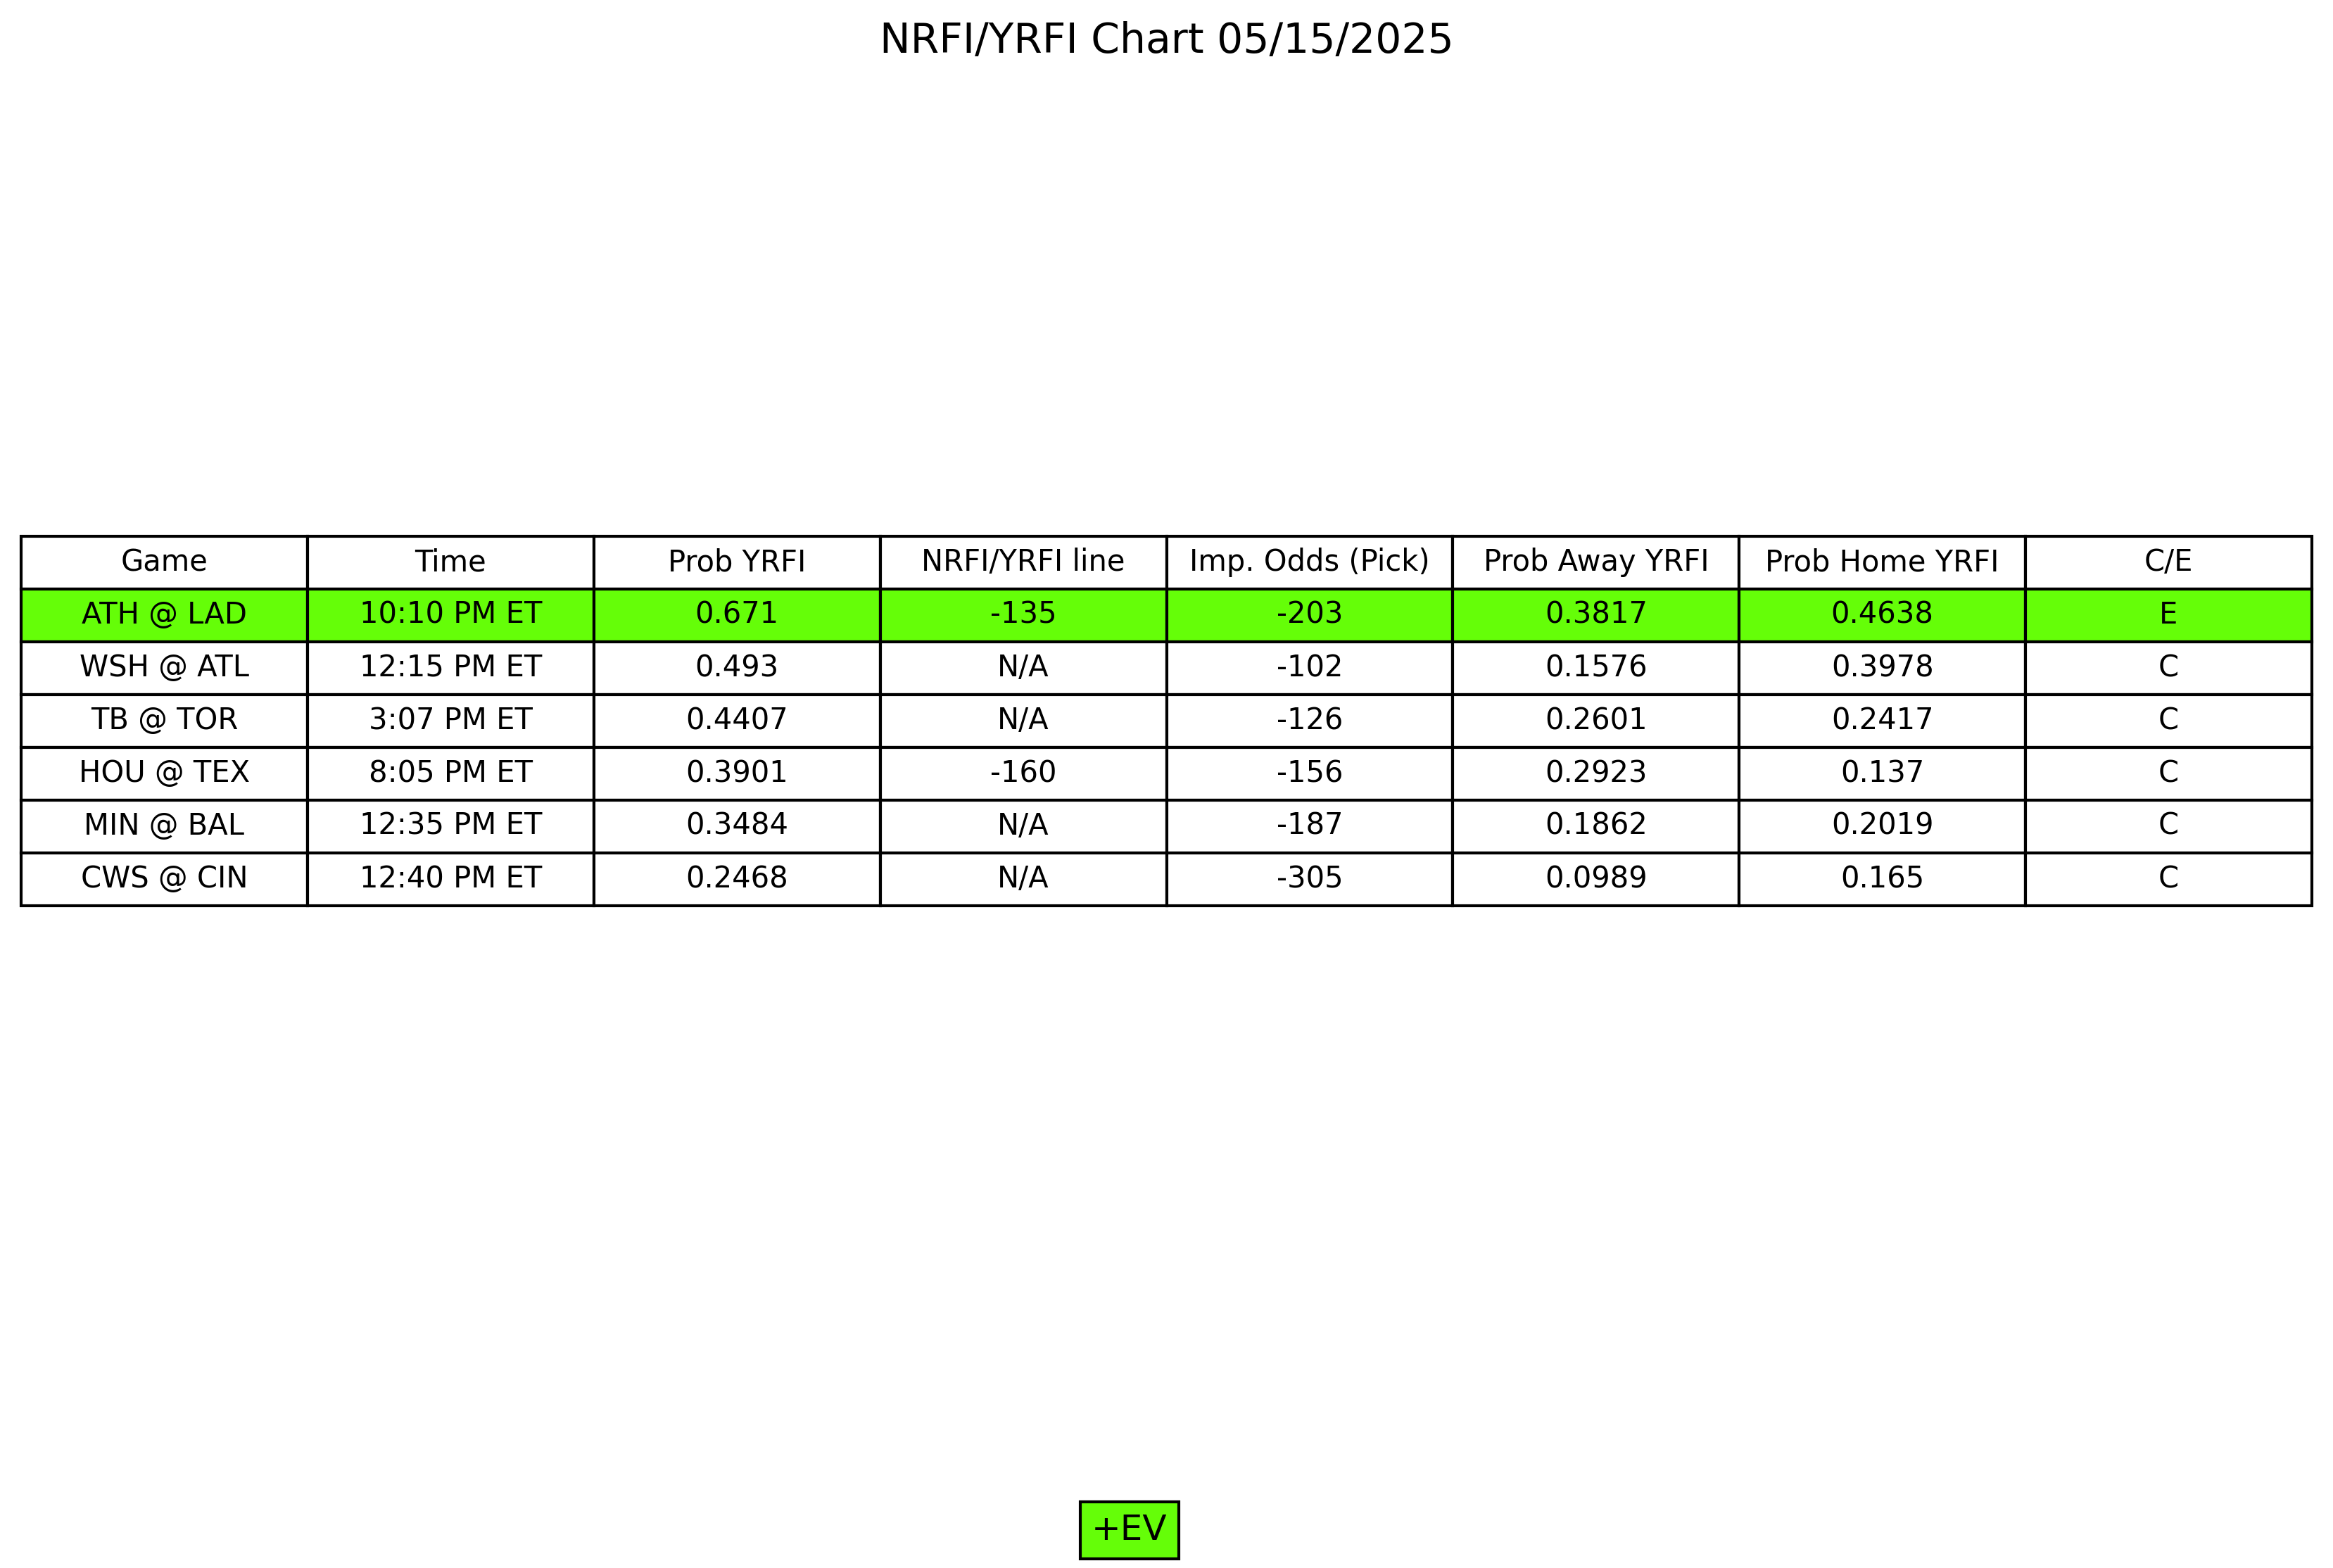 NRFI/YRFI Chart 05/15/2025
Game Time Prob YRFI NRFI/YRFI line Imp. Odds (Pick) Prob Away YRFI Prob Home YRFI C/E
ATH @ LAD 10:10 PM ET 0.671 -135 -203 0.3817 0.4638 E
WSH @ ATL 12:15 PM ET 0.493 N/A -102 0.1576 0.3978 C
TB @ TOR 3:07 PM ET 0.4407 N/A -126 0.2601 0.2417 C
HOU @ TEX 8:05 PM ET 0.3901 -160 -156 0.2923 0.137 C
MIN @ BAL 12:35 PM ET 0.3484 N/A -187 0.1862 0.2019 C
CWS @ CIN 12:40 PM ET 0.2468 N/A -305 0.0989 0.165 C
+EV